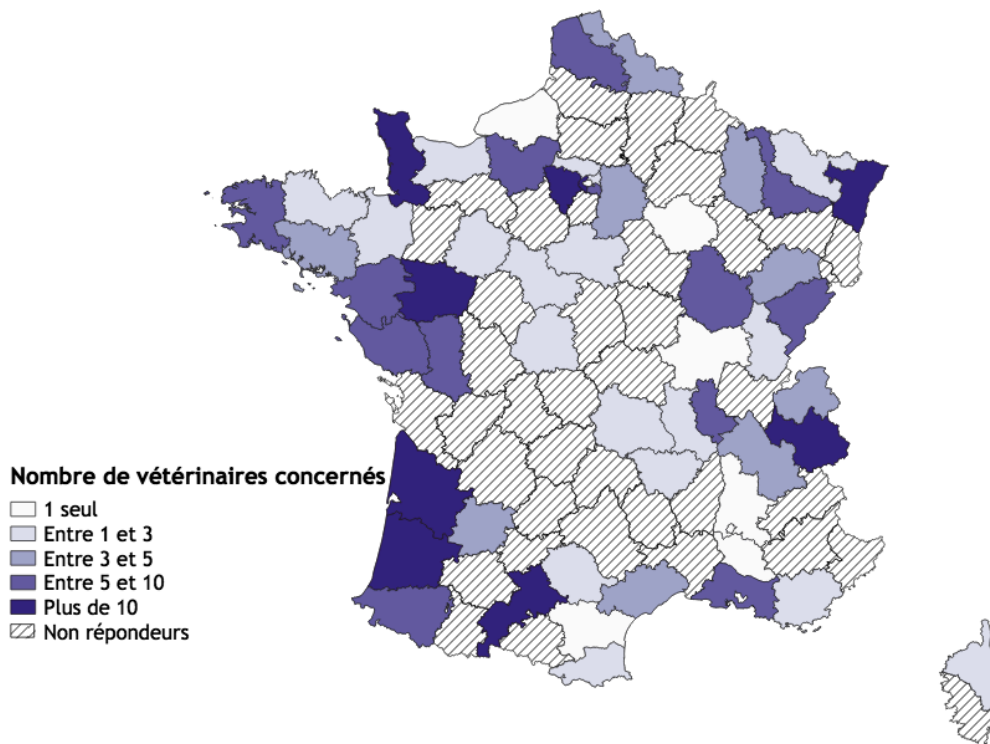 Nombre de vétérinaires concernés
1 seul
Entre 1 et 3
Entre 3 et 5
Entre 5 et 10
Plus de 10
Non répondeurs